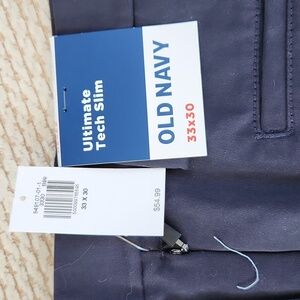 Ultimate
Tech Slim
OLD NAVY
33x30
33 X 30
$54.99